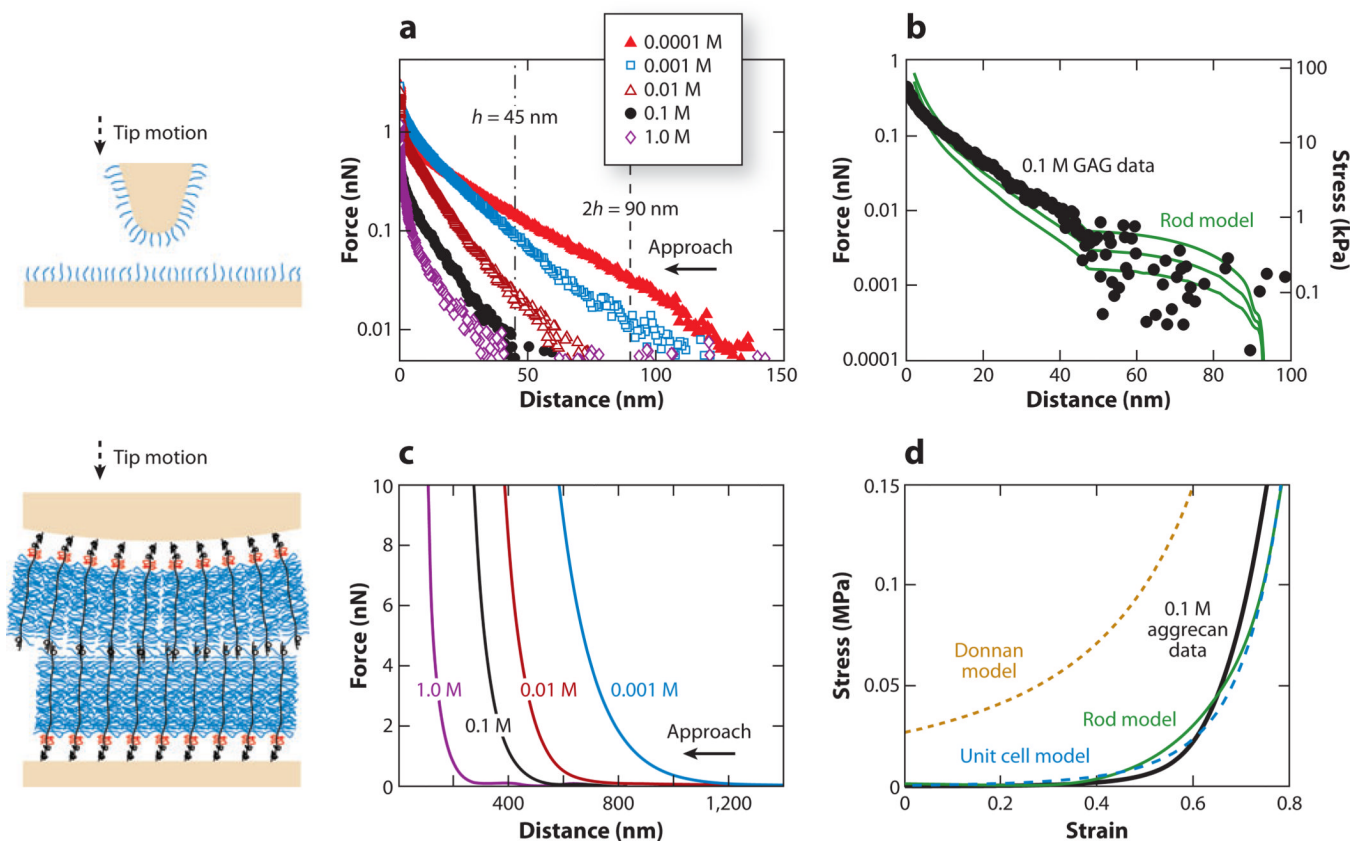 a
0.0001 M
0.001 M
0.01 M
0.1 M
1.0 M
b
Tip motion
Force (nN)
1
0.1
0.01
h = 45 nm
2h = 90 nm
Approach
0
50
100
150
Distance (nm)
Force (nN)
1
0.1
0.01
0.001
0.0001
0.1 M GAG data
Rod model
100
10
1
0.1
Stress (kPa)
0
20
40
60
80
100
Distance (nm)
Tip motion
c
Force (nN)
10
8
6
4
2
0
1.0 M
0.1 M
0.01 M
0.001 M
Approach
400
800
1,200
Distance (nm)
d
Stress (MPa)
0.15
0.1
0.05
0
Donnan
model
0.1 M
aggrecan
data
Rod model
Unit cell model
0
0.2
0.4
0.6
0.8
Strain